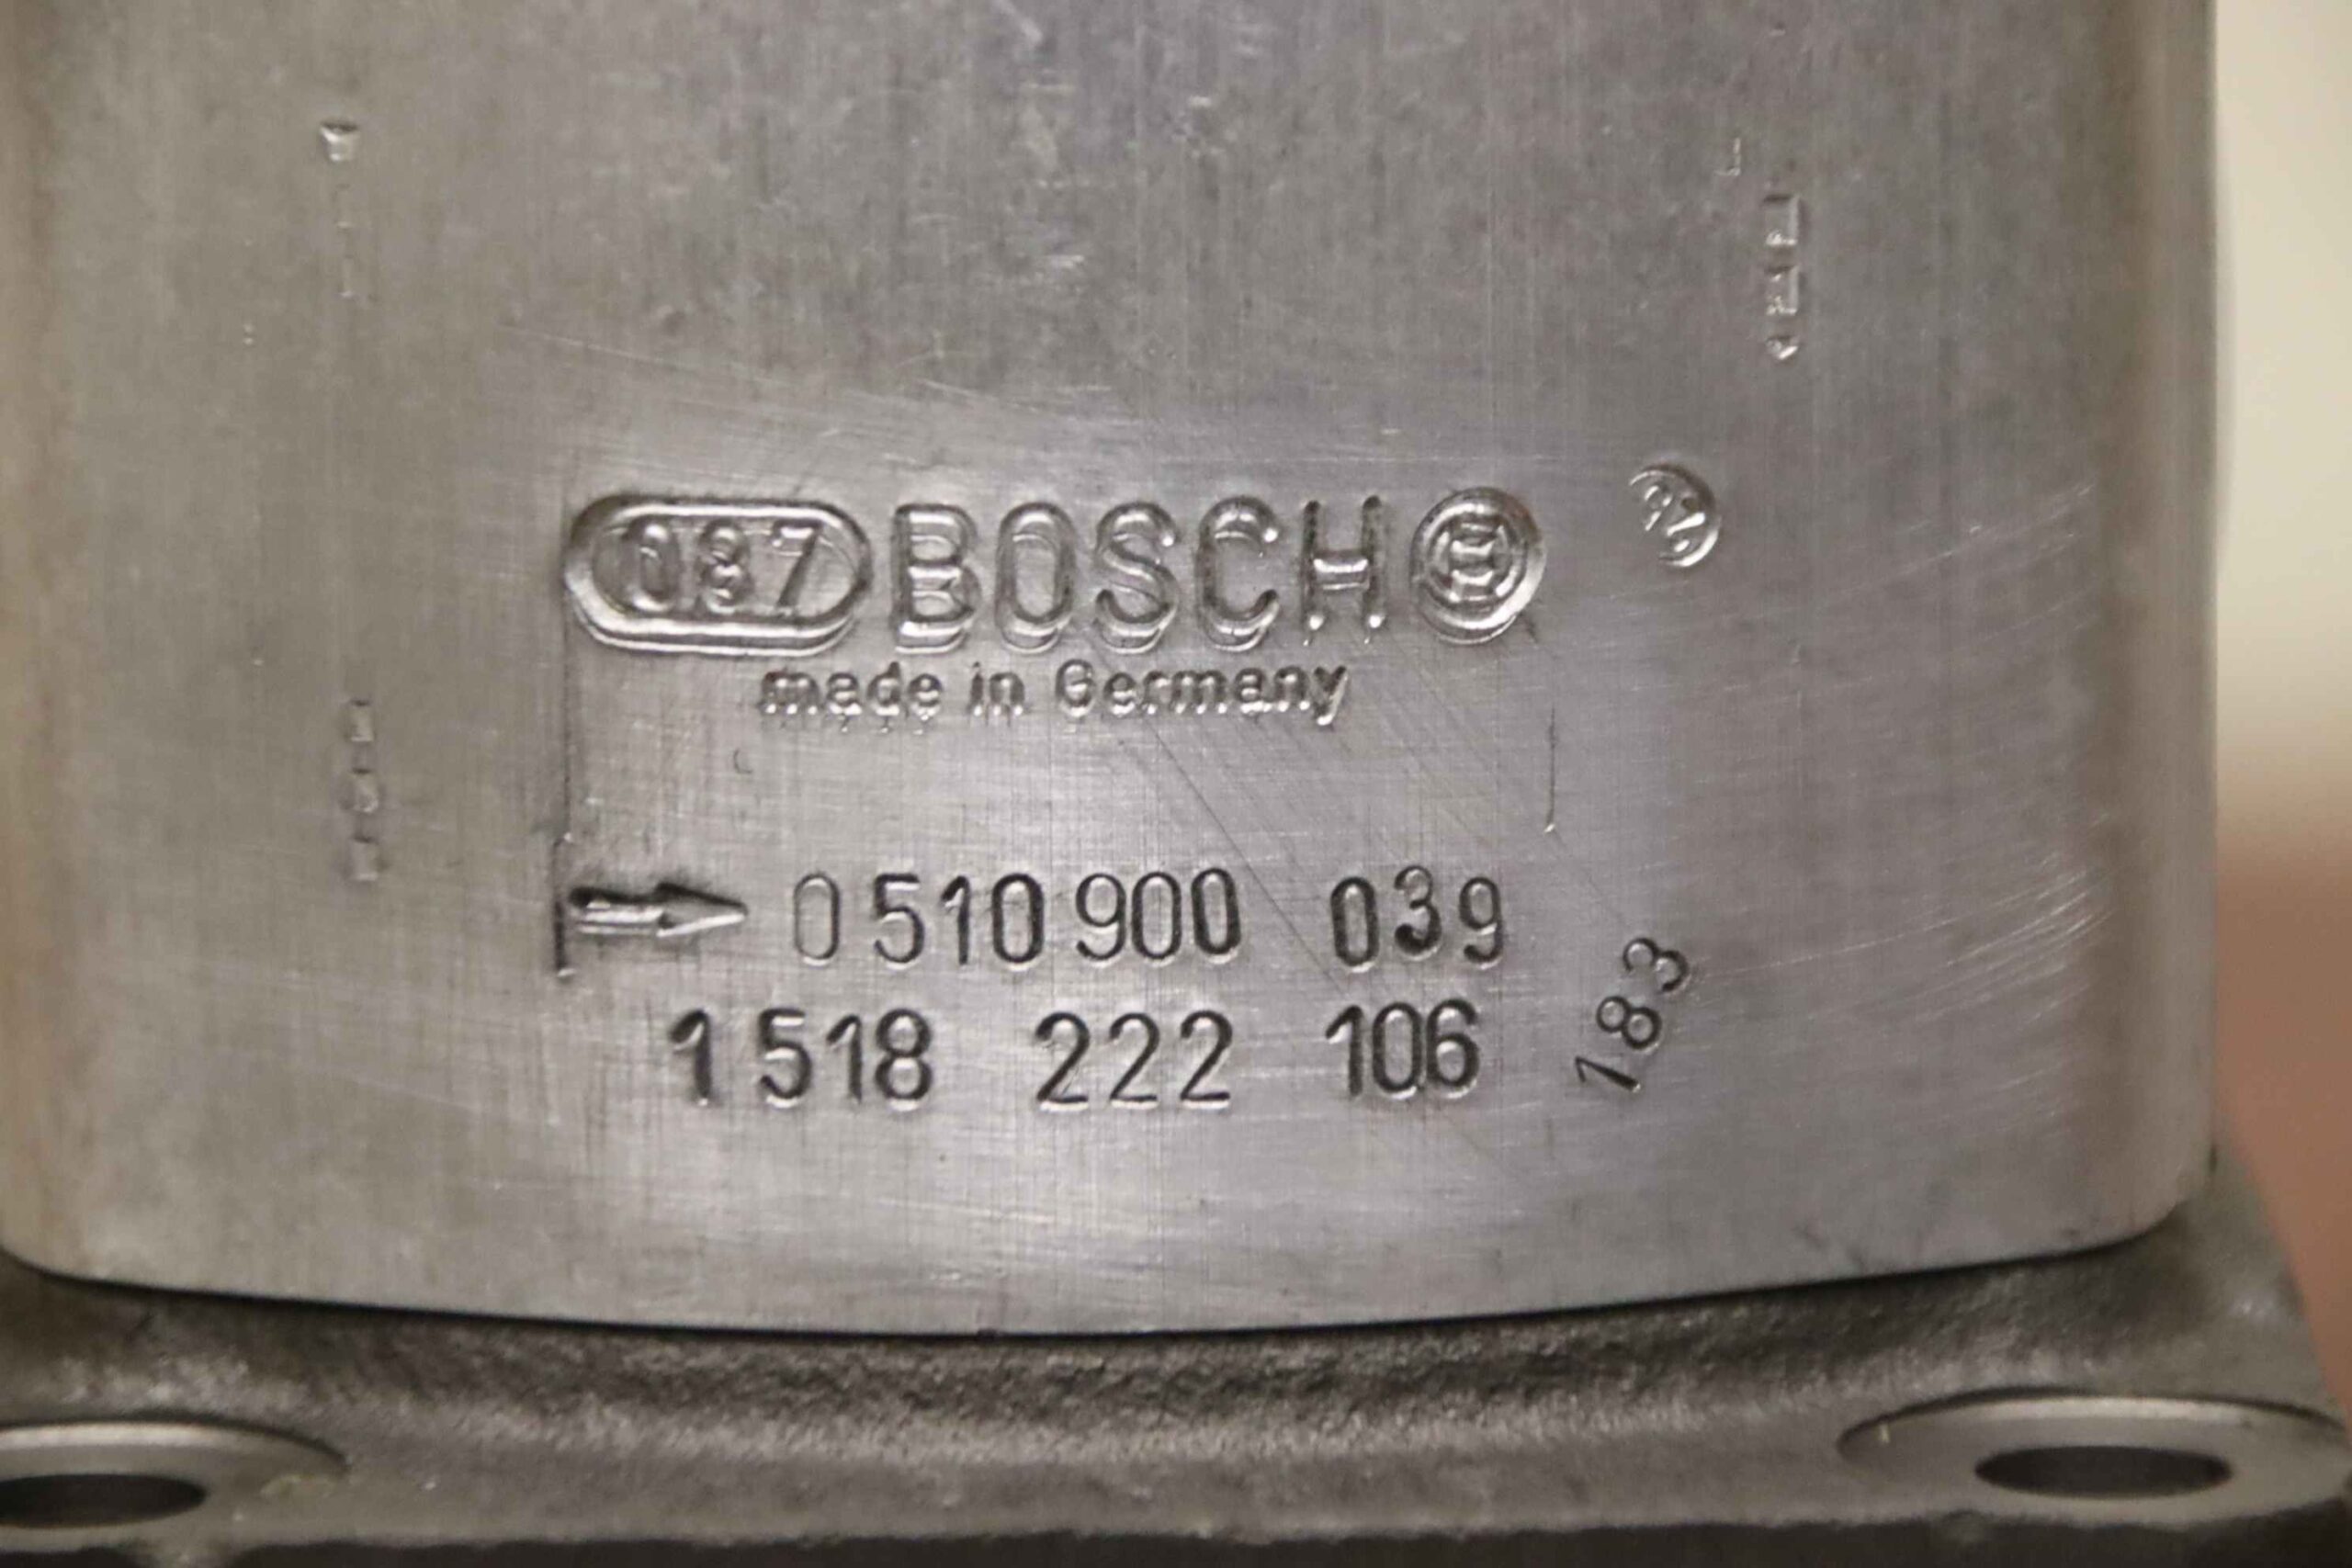 087 BOSCH
made in Germany
0 510 900 039
1 518 222 106
183